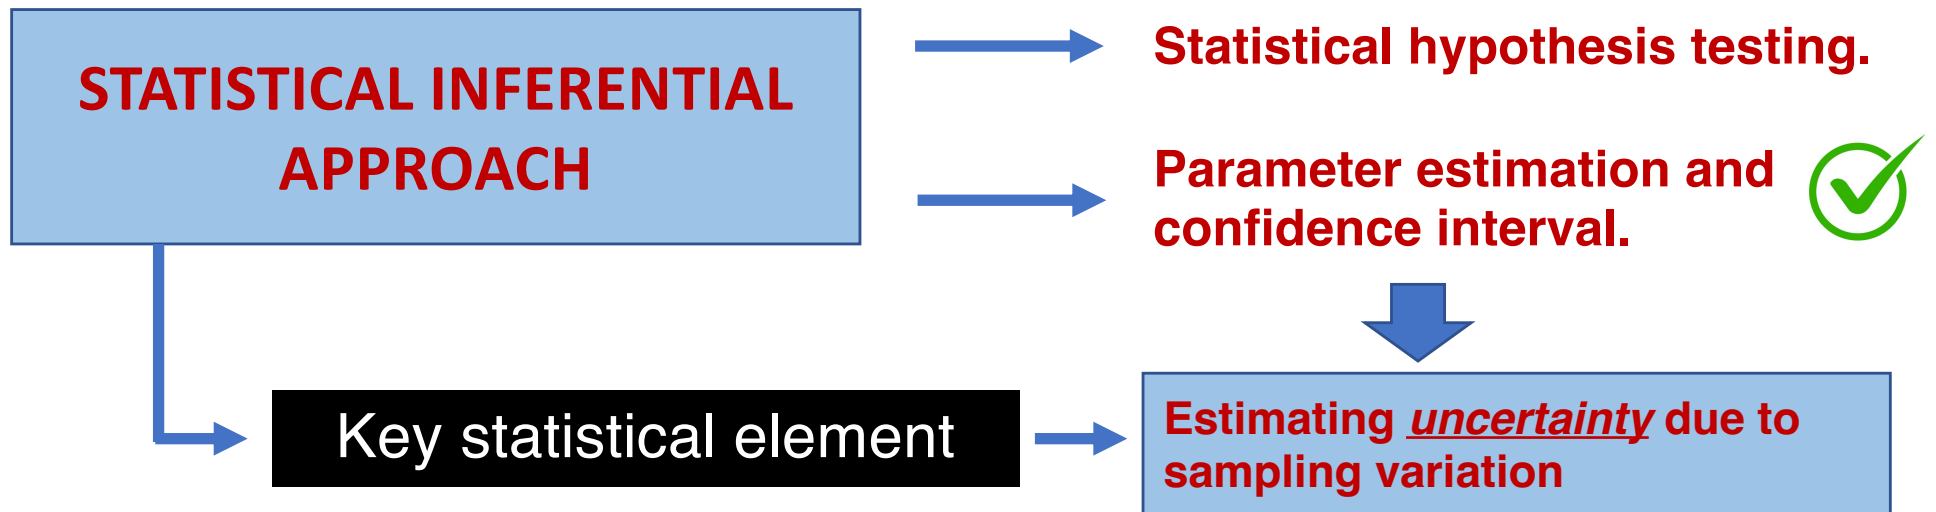 STATISTICAL INFERENTIAL
APPROACH
Statistical hypothesis testing.
Parameter estimation and
confidence interval.
Key statistical element
Estimating uncertainty due to
sampling variation